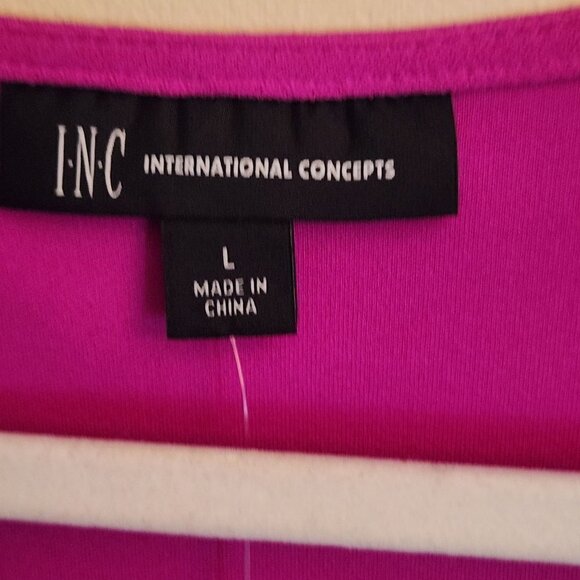 I·N·C INTERNATIONAL CONCEPTS
L
MADE IN
CHINA